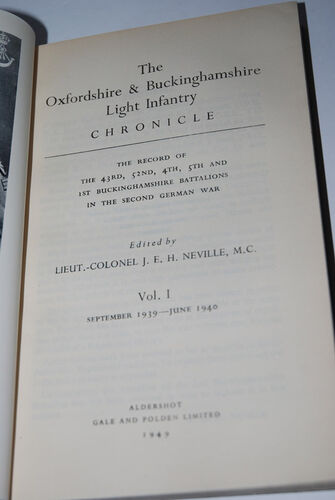 The
Oxfordshire & Buckinghamshire
Light Infantry
CHRONICLE
THE RECORD OF
THE 43RD, 52ND, 4TH, 5TH AND
1ST BUCKINGHAMSHIRE BATTALIONS
IN THE SECOND GERMAN WAR
Edited by
LIEUT.-COLONEL J. E. H. NEVILLE, M.C.
Vol. I
SEPTEMBER 1939—JUNE 1940
ALDERSHOT
GALE AND POLDEN LIMITED
1949